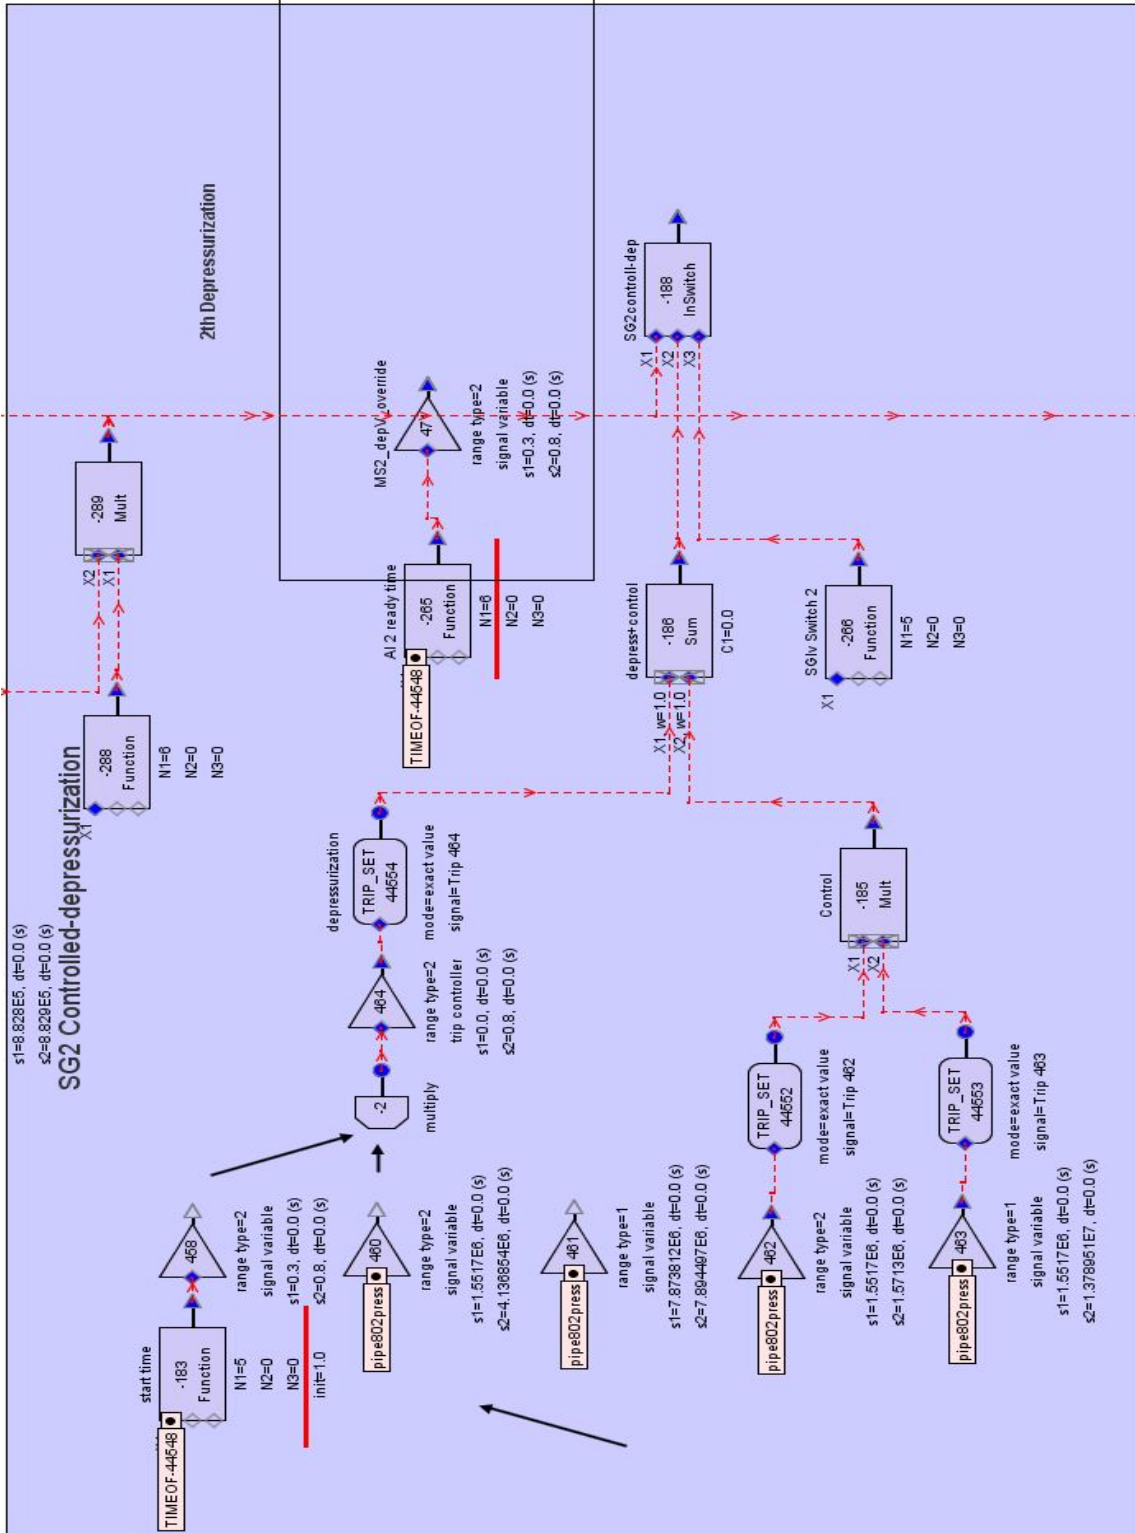 s1=8.828E5, dt=0.0 (s)
s2=8.829E5, dt=0.0 (s)
SG2 Controlled-depressurization
2th Depressurization
X1
-288
Function
N1=6
N2=0
N3=0
X2
X1
-289
Mult
start time
TIMEOF-44548
-183
Function
N1=5
N2=0
N3=0
init=1.0
458
range type=2
signal variable
s1=0.3, dt=0.0 (s)
s2=0.8, dt=0.0 (s)
pipe802press
460
range type=2
signal variable
s1=1.5517E6, dt=0.0 (s)
s2=4.136854E6, dt=0.0 (s)
-2
multiply
464
range type=2
trip controller
s1=0.0, dt=0.0 (s)
s2=0.8, dt=0.0 (s)
depressurization
TRIP_SET
44554
mode=exact value
signal=Trip 464
AI 2 ready time
TIMEOF-44548
-265
Function
N1=6
N2=0
N3=0
MS2_depV_override
47
range type=2
signal variable
s1=0.3, dt=0.0 (s)
s2=0.8, dt=0.0 (s)
pipe802press
461
range type=1
signal variable
s1=7.873812E6, dt=0.0 (s)
s2=7.894497E6, dt=0.0 (s)
depress+control
X1, w=1.0
X2, w=1.0
-186
Sum
C1=0.0
SG2controll-dep
X1
X2
X3
-188
InSwitch
pipe802press
462
range type=2
signal variable
s1=1.5517E6, dt=0.0 (s)
s2=1.5713E6, dt=0.0 (s)
TRIP_SET
44552
mode=exact value
signal=Trip 462
Control
X1
X2
-185
Mult
SGIv Switch 2
X1
-266
Function
N1=5
N2=0
N3=0
pipe802press
463
range type=1
signal variable
s1=1.5517E6, dt=0.0 (s)
s2=1.378951E7, dt=0.0 (s)
TRIP_SET
44553
mode=exact value
signal=Trip 463